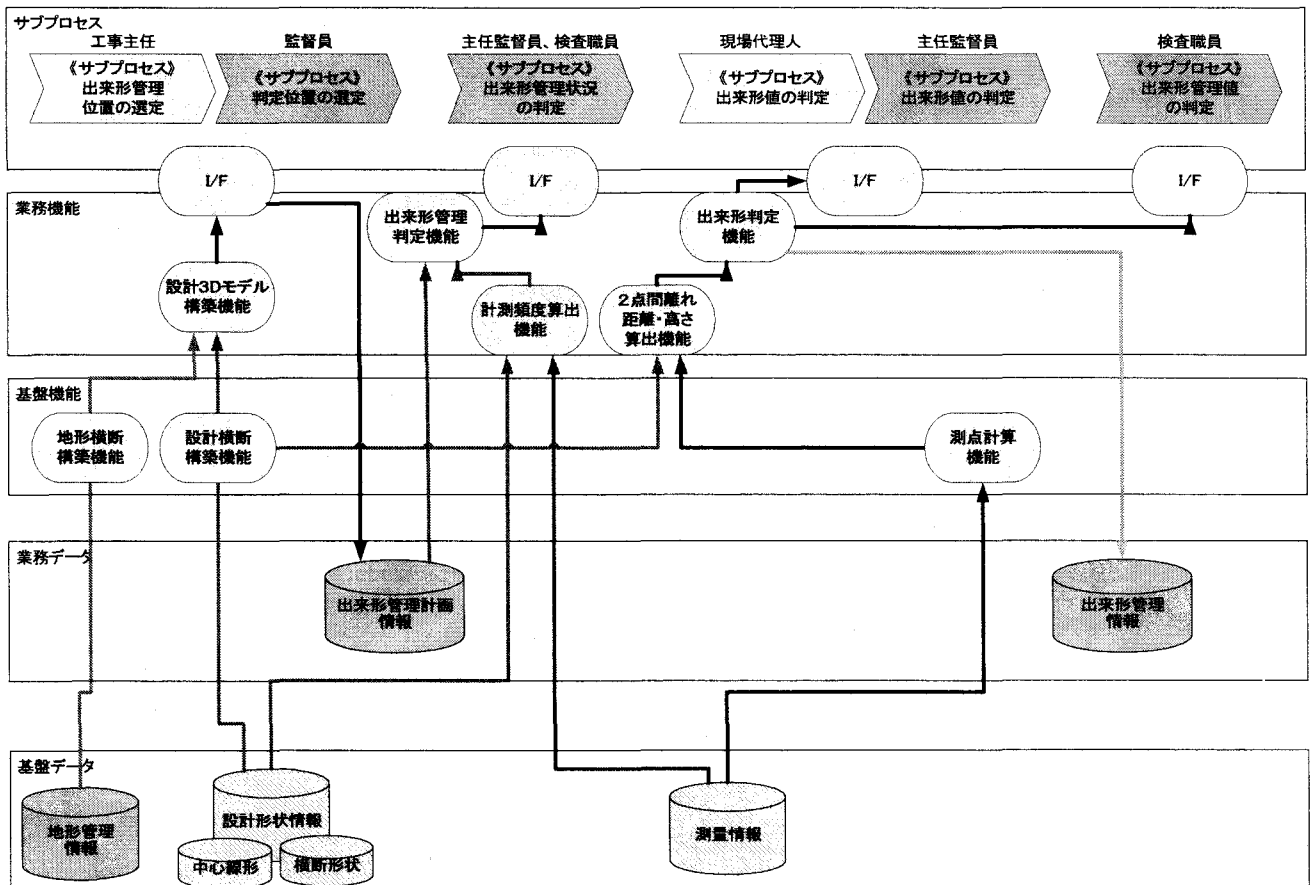 サブプロセス
工事主任
《サブプロセス》
出来形管理
位置の選定
監督員
《サブプロセス》
判定位置の選定
主任監督員、検査職員
《サブプロセス》
出来形管理状況
の判定
現場代理人
《サブプロセス》
出来形値の判定
主任監督員
《サブプロセス》
出来形値の判定
検査職員
《サブプロセス》
出来形管理値
の判定
I/F
I/F
I/F
I/F
業務機能
出来形管理
判定機能
出来形判定
機能
設計3Dモデル
構築機能
計測頻度算出
機能
2点間離れ
距離・高さ
算出機能
基盤機能
地形横断
構築機能
設計横断
構築機能
測点計算
機能
業務データ
出来形管理計画
情報
出来形管理
情報
基盤データ
地形管理
情報
設計形状情報
中心線形
横断形状
測量情報